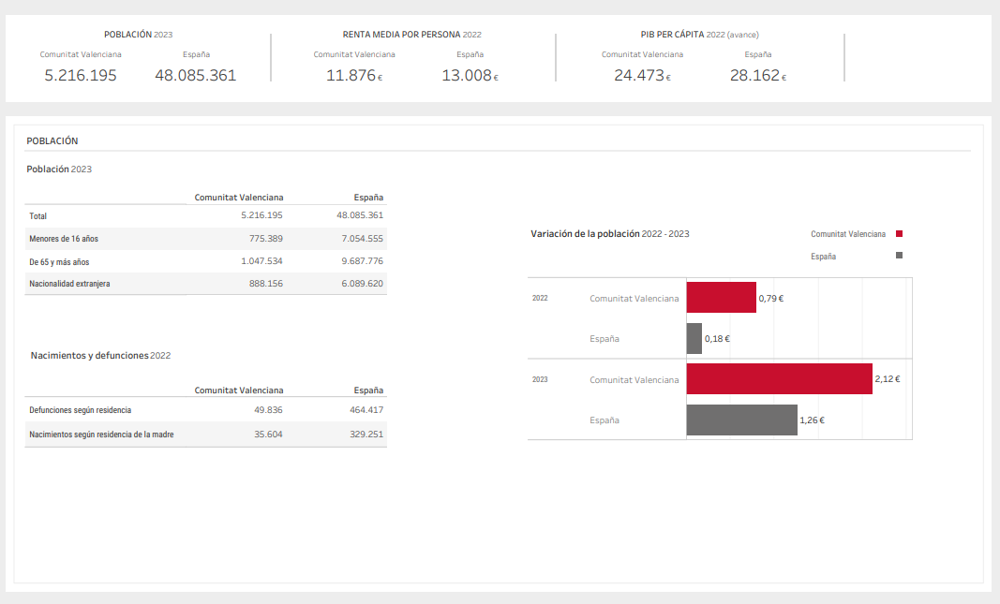 POBLACIÓN 2023
Comunitat Valenciana España
5.216.195 48.085.361
RENTA MEDIA POR PERSONA 2022
Comunitat Valenciana España
11.876 € 13.008 €
PIB PER CÁPITA 2022 (avance)
Comunitat Valenciana España
24.473 € 28.162 €
POBLACIÓN
Población 2023
Comunitat Valenciana España
Total 5.216.195 48.085.361
Menores de 16 años 775.389 7.054.555
De 65 y más años 1.047.534 9.687.776
Nacionalidad extranjera 888.156 6.089.620
Nacimientos y defunciones 2022
Comunitat Valenciana España
Defunciones según residencia 49.836 464.417
Nacimientos según residencia de la madre 35.604 329.251
Variación de la población 2022 - 2023
Comunitat Valenciana
España
2022 Comunitat Valenciana 0,79 €
España 0,18 €
2023 Comunitat Valenciana 2,12 €
España 1,26 €